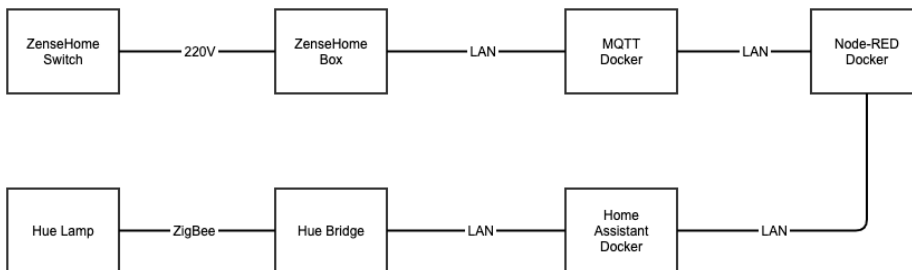 ZenseHome
Switch
220V
ZenseHome
Box
LAN
MQTT
Docker
LAN
Node-RED
Docker
Hue Lamp
ZigBee
Hue Bridge
LAN
Home
Assistant
Docker
LAN